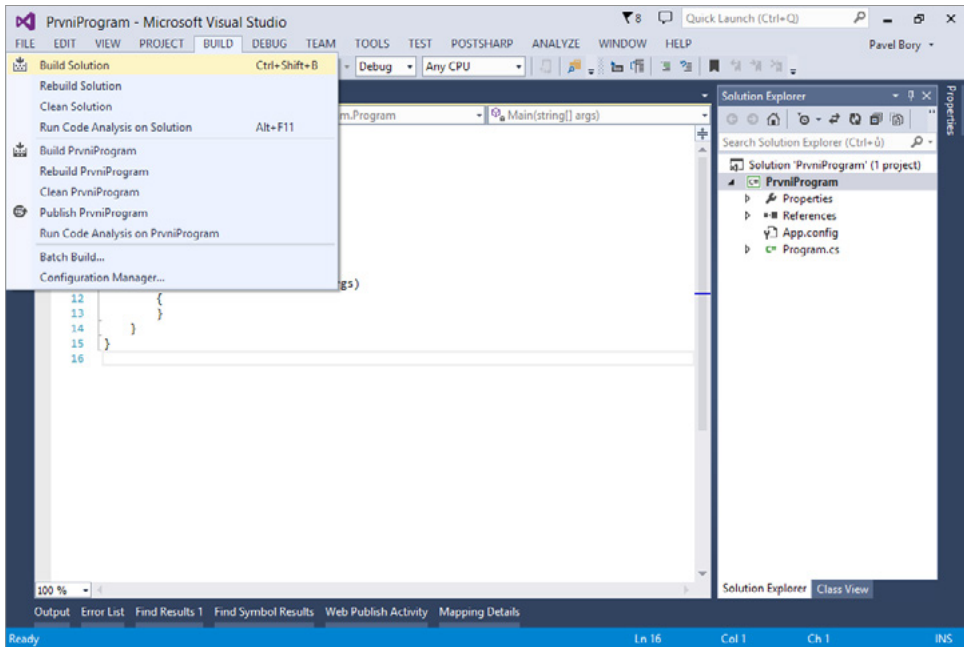 PrvniProgram - Microsoft Visual Studio
8
Quick Launch (Ctrl+Q)
FILE EDIT VIEW PROJECT BUILD DEBUG TEAM TOOLS TEST POSTSHARP ANALYZE WINDOW HELP
Pavel Bory
Debug Any CPU
Build Solution Ctrl+Shift+B
Rebuild Solution
Clean Solution
Run Code Analysis on Solution Alt+F11
Build PrvniProgram
Rebuild PrvniProgram
Clean PrvniProgram
Publish PrvniProgram
Run Code Analysis on PrvniProgram
Batch Build...
Configuration Manager...
m.Program
Main(string[] args)
gs)
12 {
13 }
14 }
15 }
16
100 %
Solution Explorer
Search Solution Explorer (Ctrl+ů)
Solution 'PrvniProgram' (1 project)
C# PrvniProgram
Properties
References
App.config
C# Program.cs
Solution Explorer Class View
Properties
Output Error List Find Results 1 Find Symbol Results Web Publish Activity Mapping Details
Ready Ln 16 Col 1 Ch 1 INS